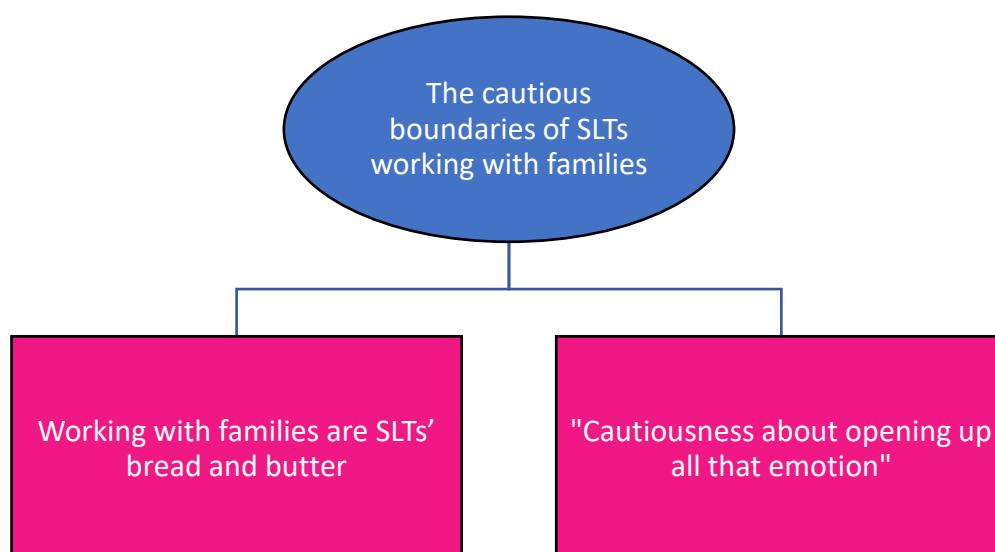 The cautious
boundaries of SLTs
working with families
Working with families are SLTs’
bread and butter
"Cautiousness about opening up
all that emotion"